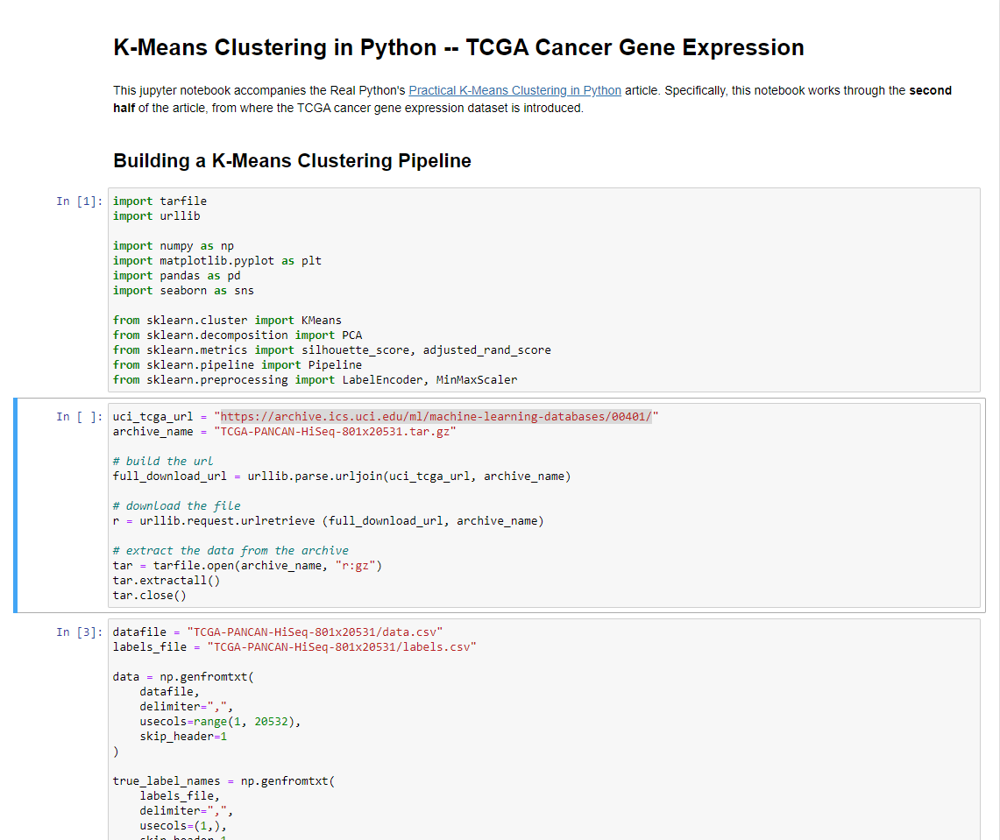 K-Means Clustering in Python -- TCGA Cancer Gene Expression
This jupyter notebook accompanies the Real Python's Practical K-Means Clustering in Python article. Specifically, this notebook works through the second
half of the article, from where the TCGA cancer gene expression dataset is introduced.
Building a K-Means Clustering Pipeline
In [1]: import tarfile
import urllib
import numpy as np
import matplotlib.pyplot as plt
import pandas as pd
import seaborn as sns
from sklearn.cluster import KMeans
from sklearn.decomposition import PCA
from sklearn.metrics import silhouette_score, adjusted_rand_score
from sklearn.pipeline import Pipeline
from sklearn.preprocessing import LabelEncoder, MinMaxScaler
In [ ]: uci_tcga_url = "https://archive.ics.uci.edu/ml/machine-learning-databases/00401/"
archive_name = "TCGA-PANCAN-HiSeq-801x20531.tar.gz"
# build the url
full_download_url = urllib.parse.urljoin(uci_tcga_url, archive_name)
# download the file
r = urllib.request.urlretrieve (full_download_url, archive_name)
# extract the data from the archive
tar = tarfile.open(archive_name, "r:gz")
tar.extractall()
tar.close()
In [3]: datafile = "TCGA-PANCAN-HiSeq-801x20531/data.csv"
labels_file = "TCGA-PANCAN-HiSeq-801x20531/labels.csv"
data = np.genfromtxt(
    datafile,
    delimiter=",",
    usecols=range(1, 20532),
    skip_header=1
)
true_label_names = np.genfromtxt(
    labels_file,
    delimiter=",",
    usecols=(1,),
    skip_header=1